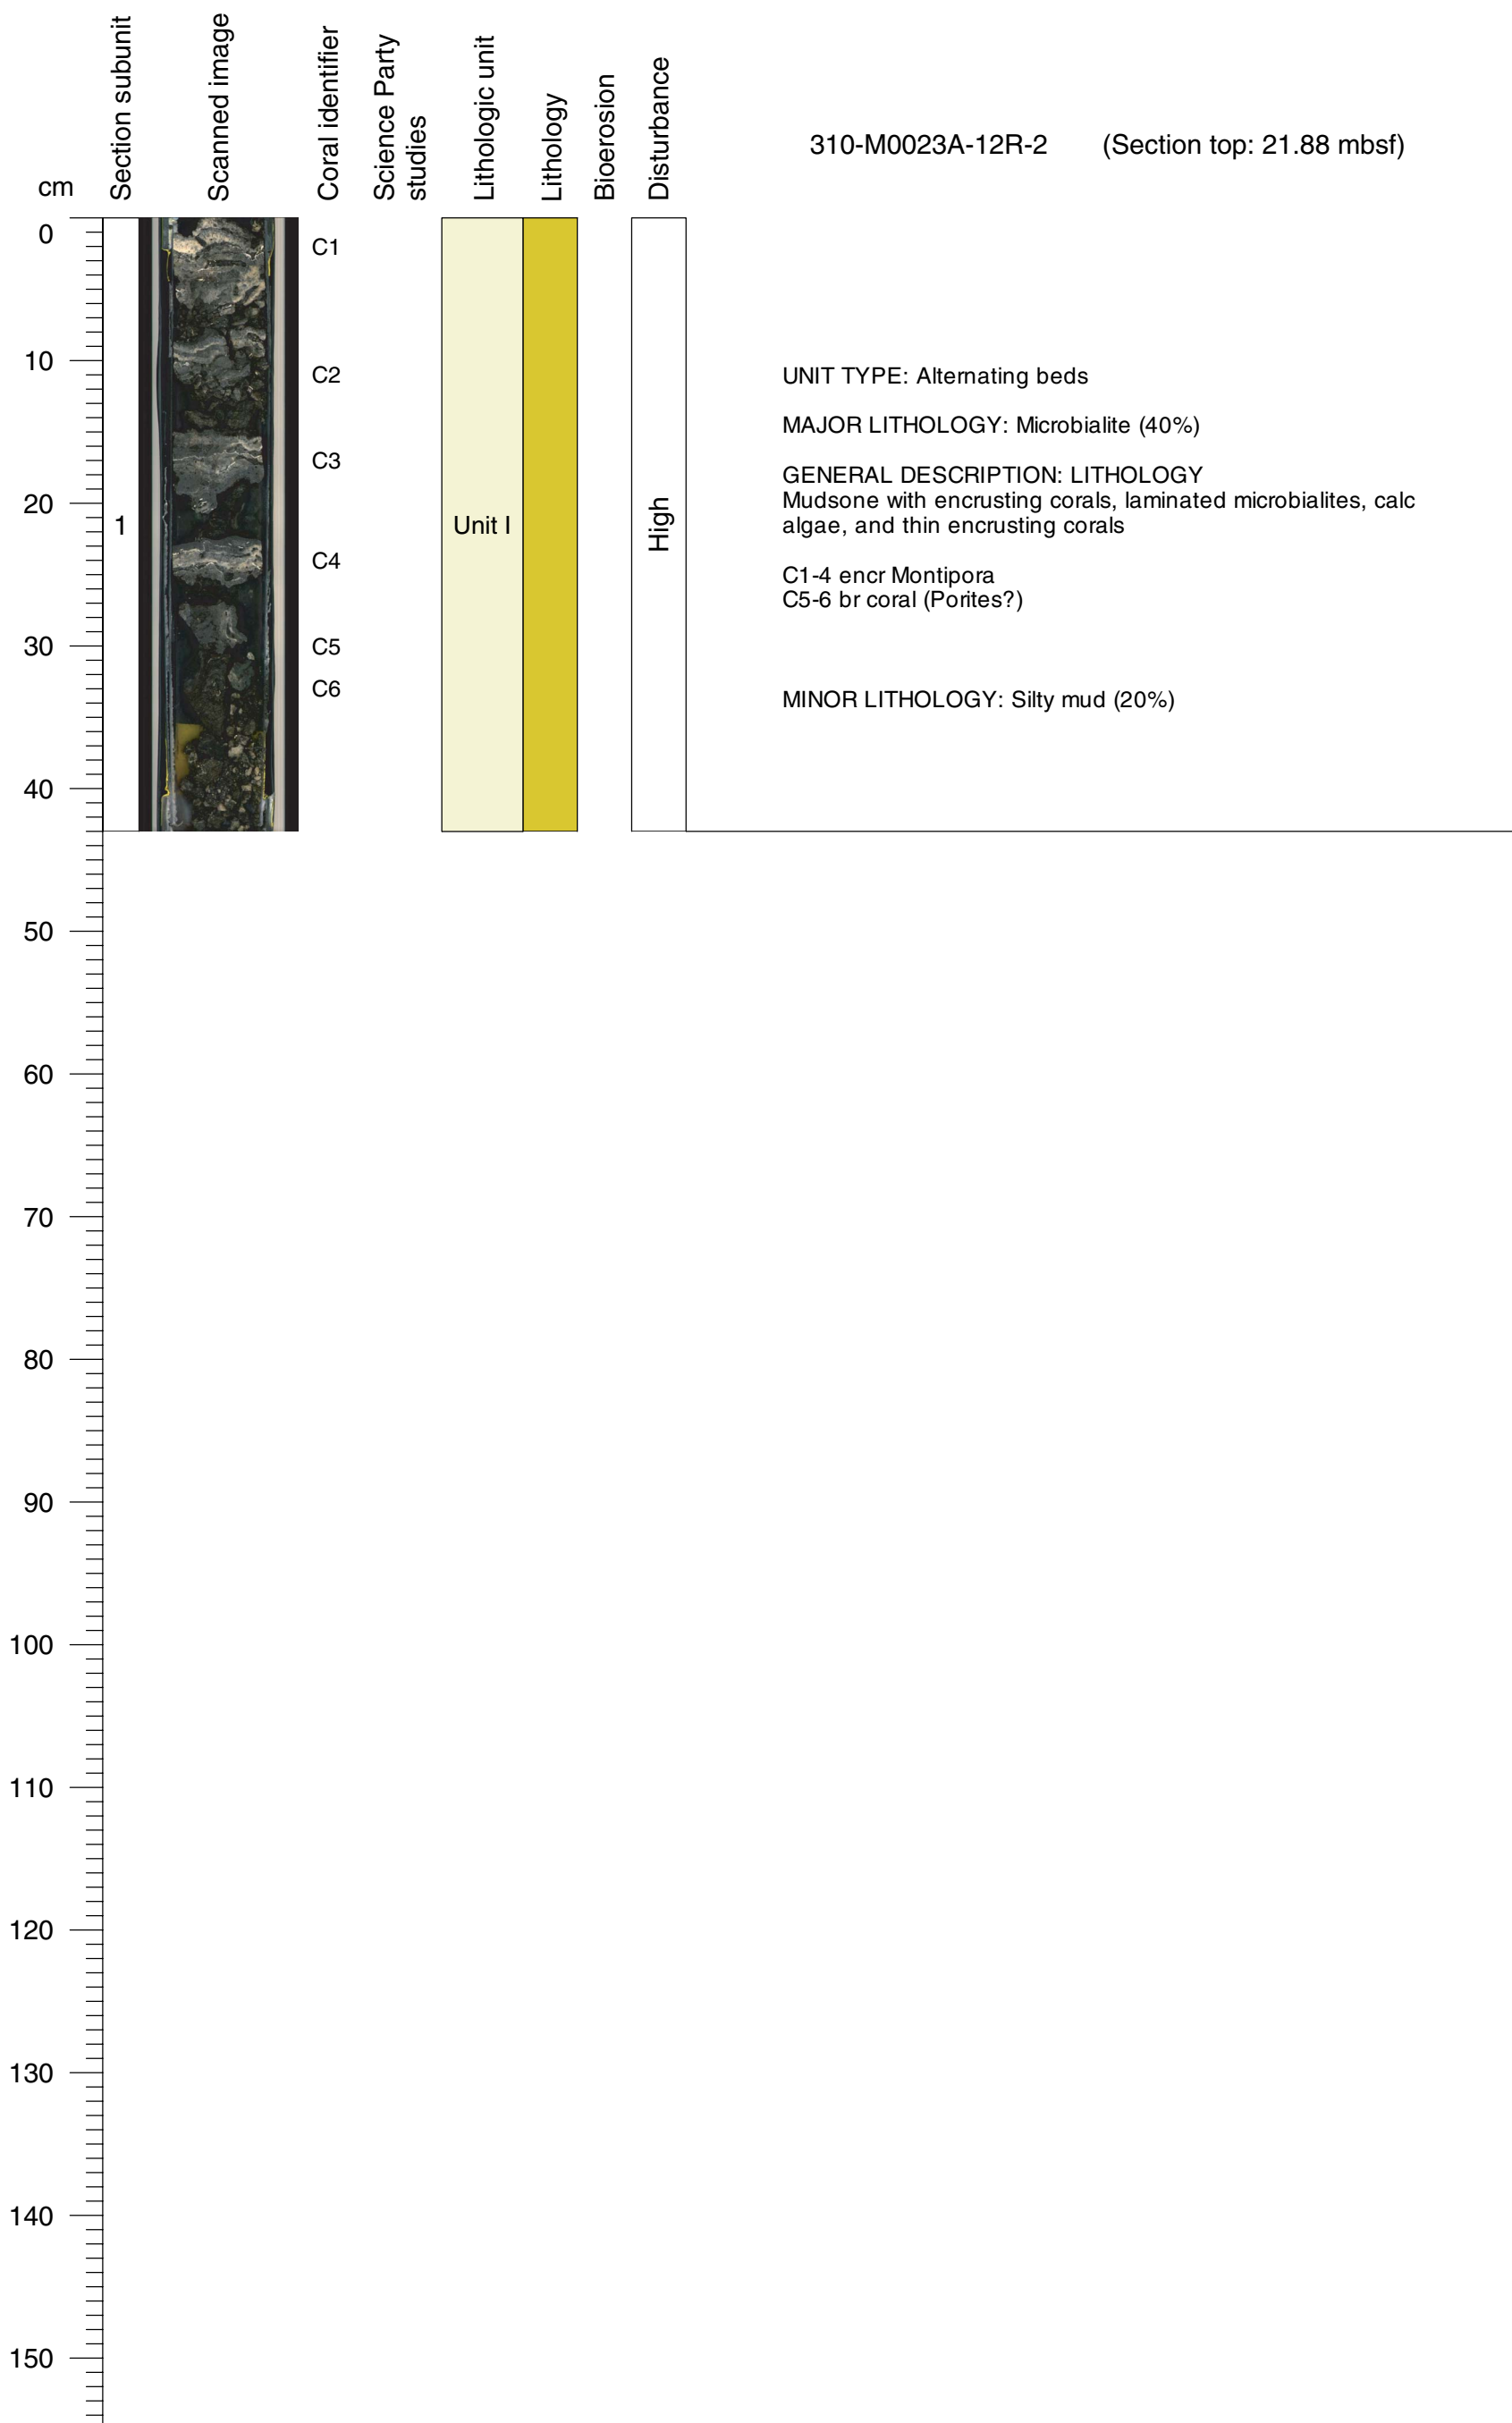 cm
Section subunit
Scanned image
Coral identifier
Science Party
studies
Lithologic unit
Lithology
Bioerosion
Disturbance
310-M0023A-12R-2 (Section top: 21.88 mbsf)
0
10
20
30
40
50
60
70
80
90
100
110
120
130
140
150
1
C1
C2
C3
C4
C5
C6
Unit I
High
UNIT TYPE: Alternating beds
MAJOR LITHOLOGY: Microbialite (40%)
GENERAL DESCRIPTION: LITHOLOGY
Mudsone with encrusting corals, laminated microbialites, calc
algae, and thin encrusting corals
C1-4 encr Montipora
C5-6 br coral (Porites?)
MINOR LITHOLOGY: Silty mud (20%)